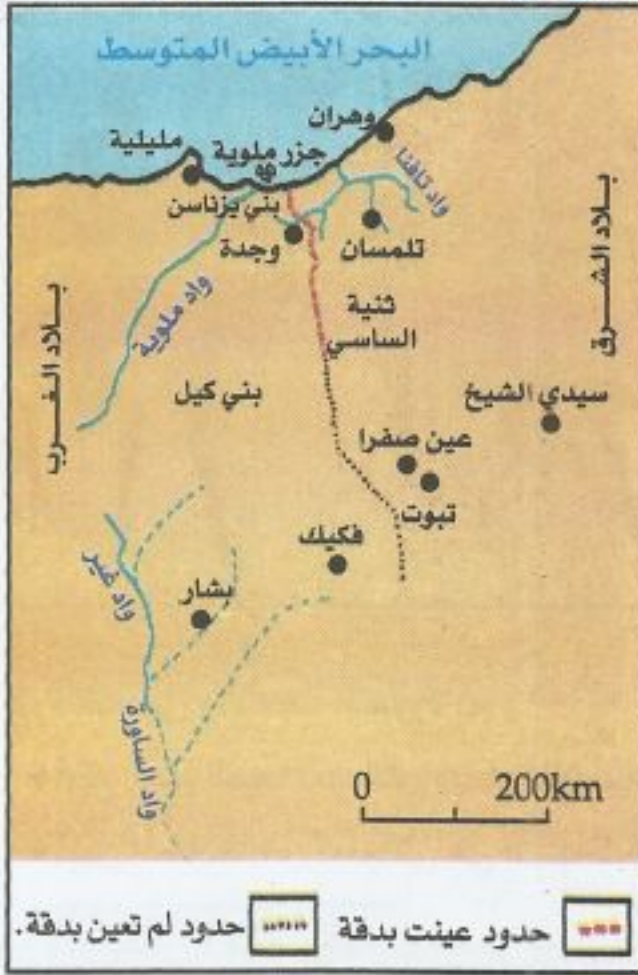 البحر الأبيض المتوسط
وهران
مليلية
جزر ملوية
واد تافنا
بني يزناسن
وجدة
تلمسان
بلاد الشرق
واد ملوية
ثنية
الساسي
بلاد الغرب
بني كيل
سيدي الشيخ
عين صفرا
تيوت
فكيك
واد غير
بشار
واد الساورة
0 200km
حدود عينت بدقة
حدود لم تعين بدقة.